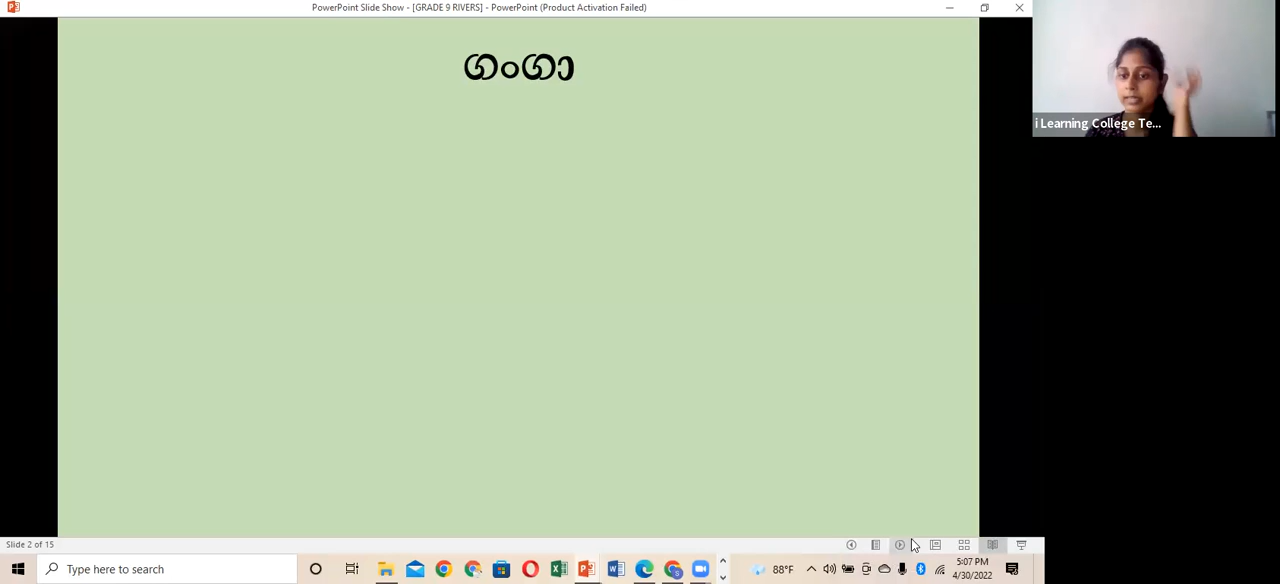 PowerPoint Slide Show - [GRADE 9 RIVERS] - PowerPoint (Product Activation Failed)
ගංගා
i Learning College Te...
Slide 2 of 15
Type here to search
88°F
5:07 PM
4/30/2022